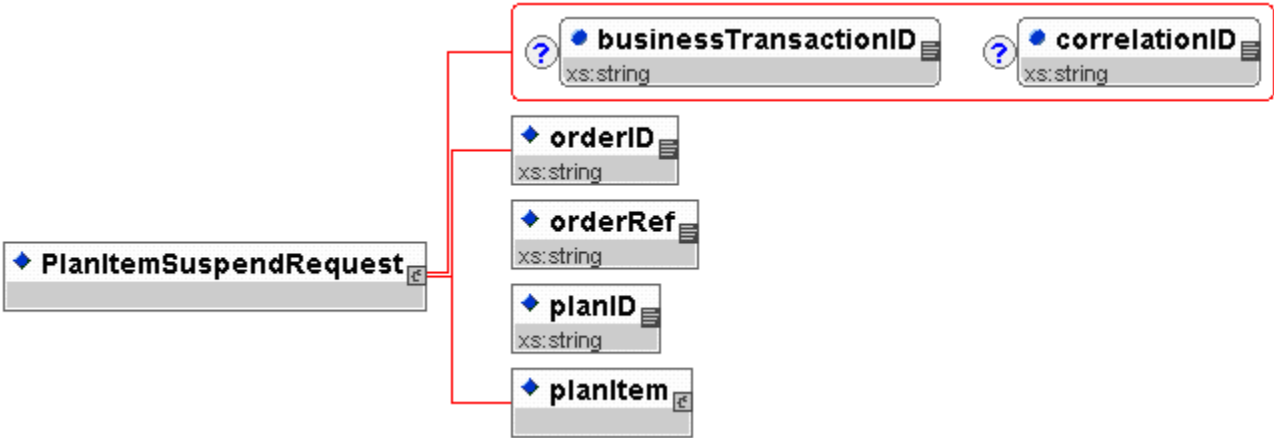 ? businessTransactionID ? correlationID
xs:string xs:string
orderID
xs:string
orderRef
xs:string
PlanItemSuspendRequest
planID
xs:string
planItem